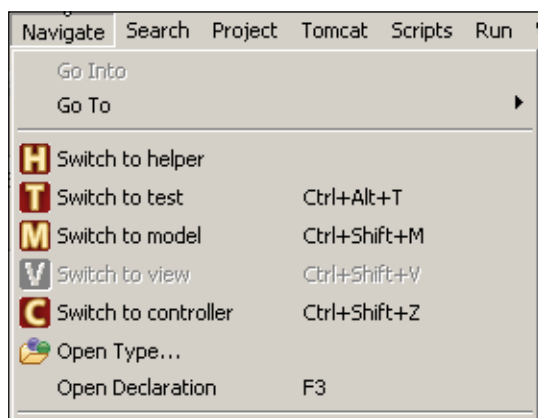 Navigate Search Project Tomcat Scripts Run
Go Into
Go To
H Switch to helper
T Switch to test Ctrl+Alt+T
M Switch to model Ctrl+Shift+M
V Switch to view Ctrl+Shift+V
C Switch to controller Ctrl+Shift+Z
Open Type...
Open Declaration F3